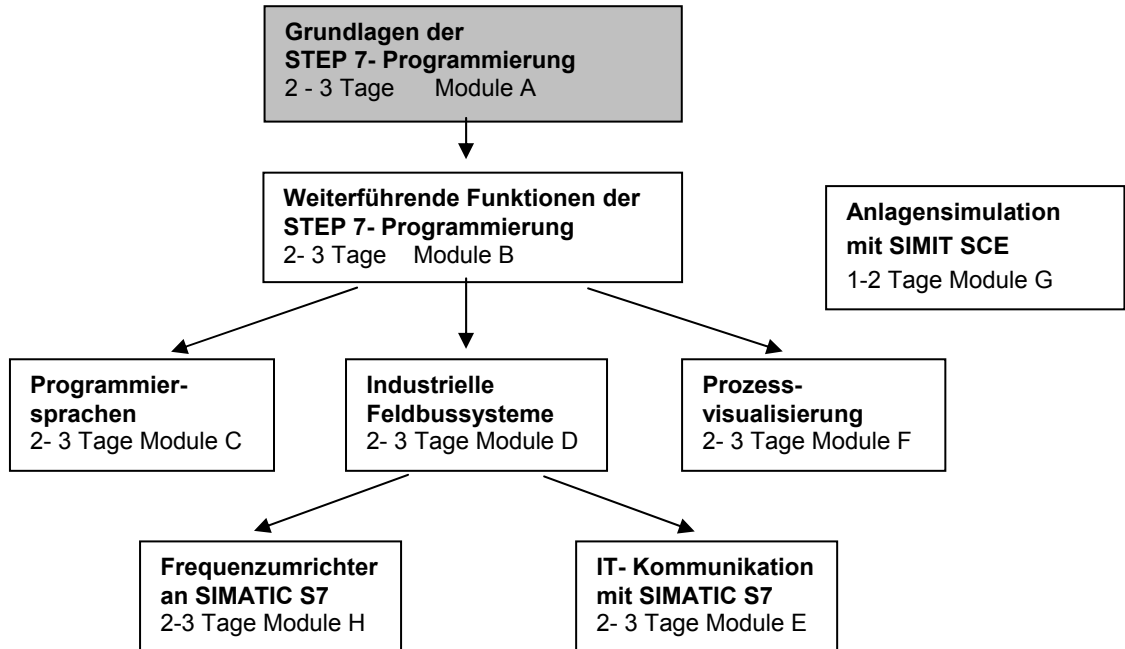 Grundlagen der
STEP 7- Programmierung
2 - 3 Tage Module A
Weiterführende Funktionen der
STEP 7- Programmierung
2- 3 Tage Module B
Anlagensimulation
mit SIMIT SCE
1-2 Tage Module G
Programmier-
sprachen
2- 3 Tage Module C
Industrielle
Feldbussysteme
2- 3 Tage Module D
Prozess-
visualisierung
2- 3 Tage Module F
Frequenzumrichter
an SIMATIC S7
2-3 Tage Module H
IT- Kommunikation
mit SIMATIC S7
2- 3 Tage Module E